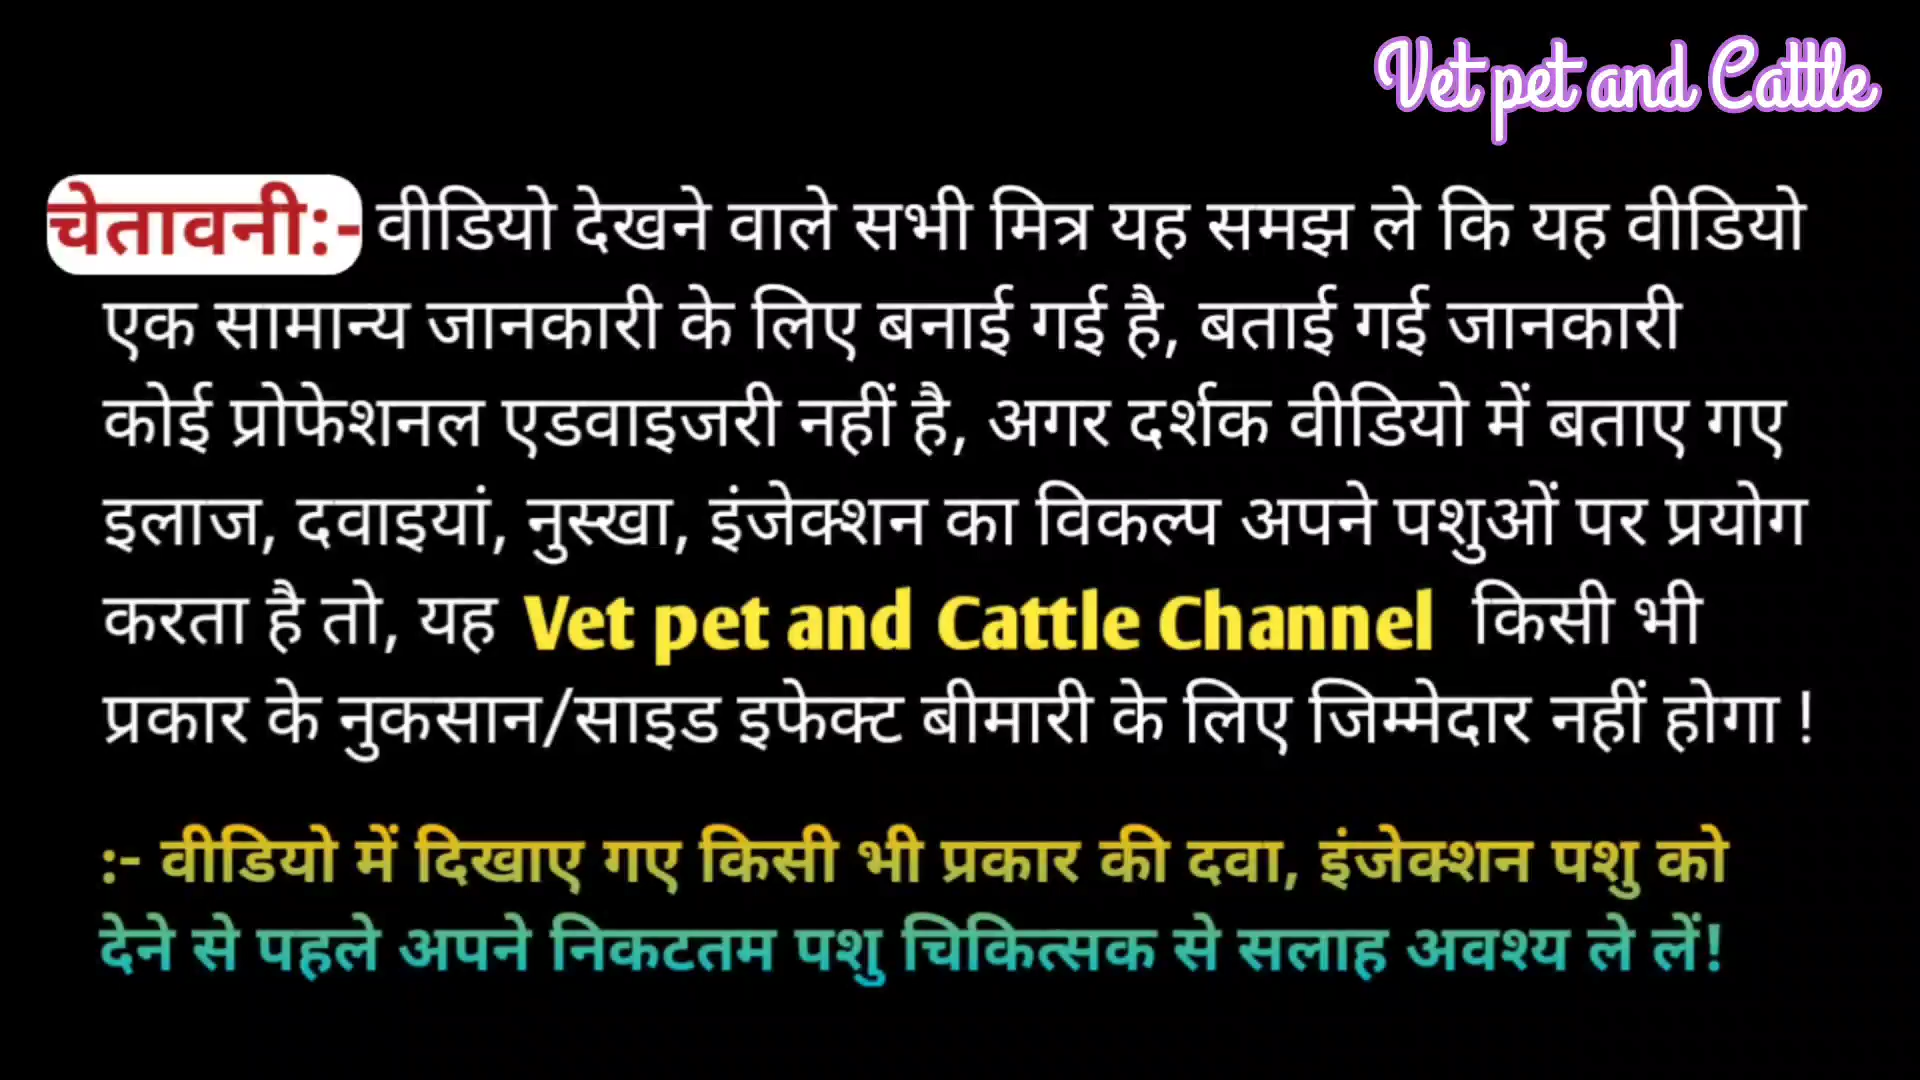 Vet pet and Cattle
चेतावनी:- वीडियो देखने वाले सभी मित्र यह समझ ले कि यह वीडियो
एक सामान्य जानकारी के लिए बनाई गई है, बताई गई जानकारी
कोई प्रोफेशनल एडवाइजरी नहीं है, अगर दर्शक वीडियो में बताए गए
इलाज, दवाइयां, नुस्खा, इंजेक्शन का विकल्प अपने पशुओं पर प्रयोग
करता है तो, यह Vet pet and Cattle Channel किसी भी
प्रकार के नुकसान/साइड इफेक्ट बीमारी के लिए जिम्मेदार नहीं होगा !
:- वीडियो में दिखाए गए किसी भी प्रकार की दवा, इंजेक्शन पशु को
देने से पहले अपने निकटतम पशु चिकित्सक से सलाह अवश्य ले लें!